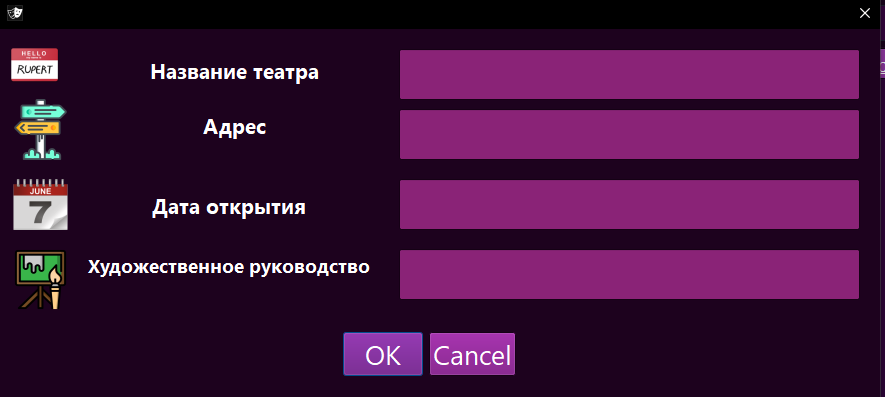 HELLO
RUPERT
Название театра
Адрес
JUNE
7
Дата открытия
Художественное руководство
OK
Cancel